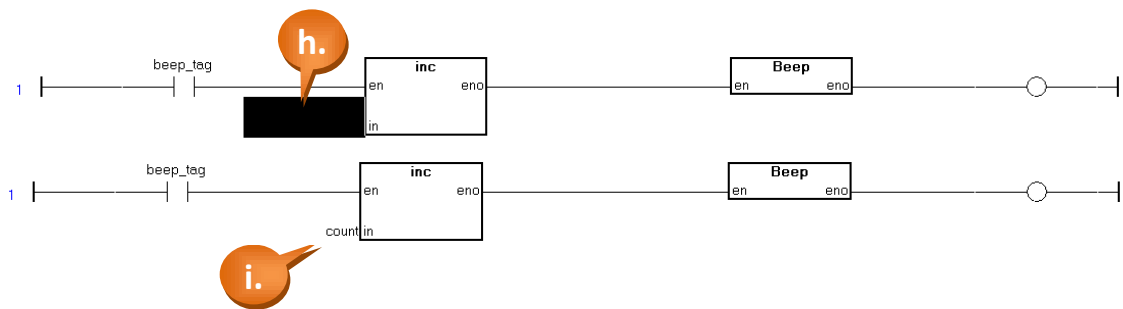 h.
beep_tag
inc
Beep
1
en
eno
en
eno
in
beep_tag
inc
Beep
1
en
eno
en
eno
count
in
i.